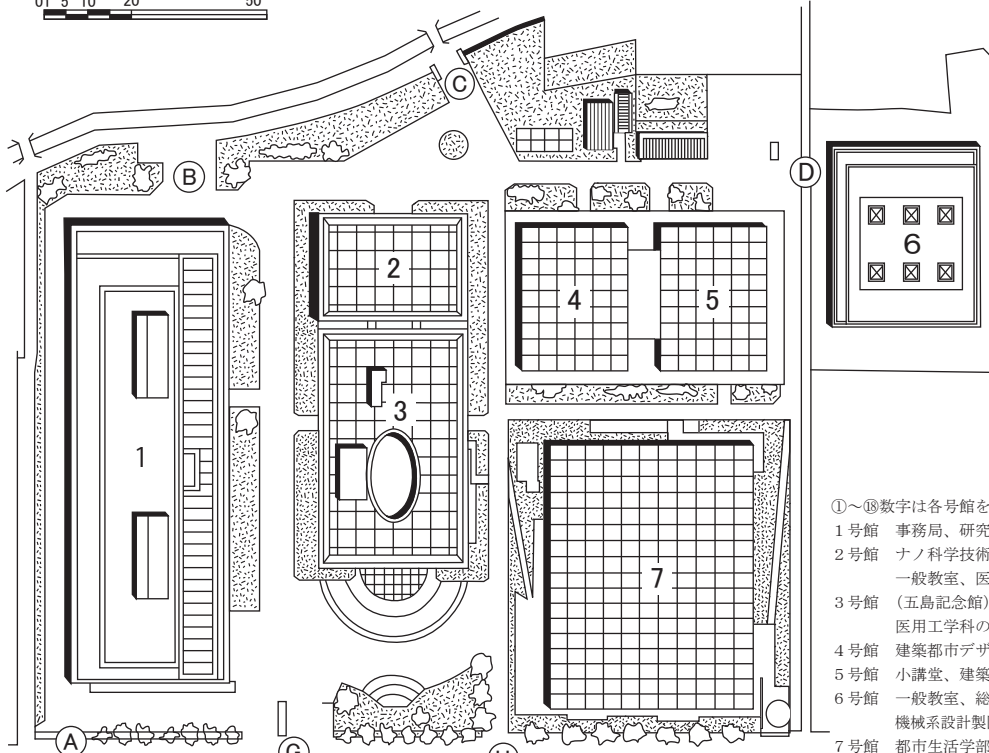 01 5 10 20 50
C
B
D
2
4
5
6
3
1
7
A
G
①～⑱数字は各号館を
1号館 事務局、研究
2号館 ナノ科学技術
一般教室、医
3号館 （五島記念館）
医用工学科の
4号館 建築都市デザ
5号館 小講堂、建築
6号館 一般教室、総
機械系設計製図
7号館 都市生活学部